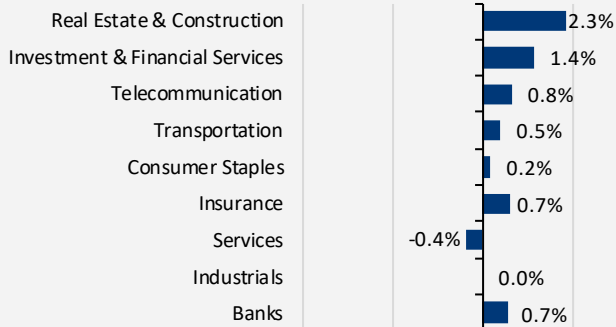 Real Estate & Construction 2.3%
Investment & Financial Services 1.4%
Telecommunication 0.8%
Transportation 0.5%
Consumer Staples 0.2%
Insurance 0.7%
Services -0.4%
Industrials 0.0%
Banks 0.7%